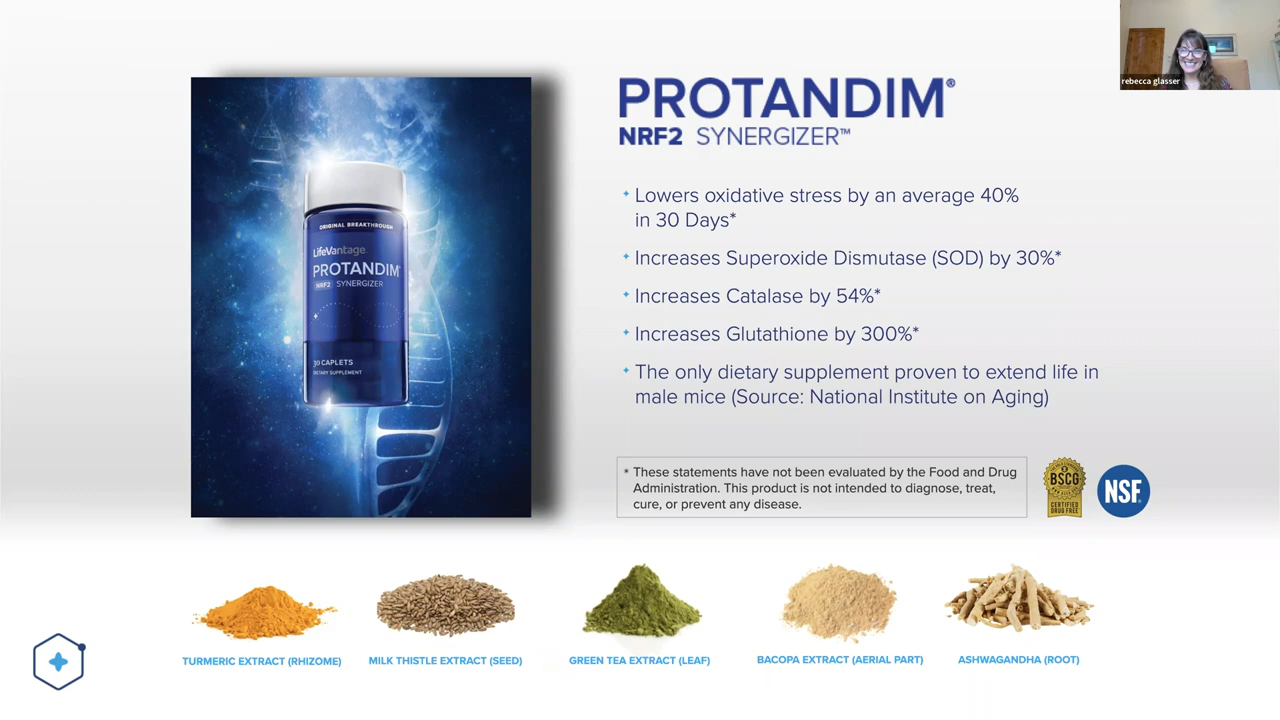 rebecca glasser
PROTANDIM®
NRF2 SYNERGIZER™
Lowers oxidative stress by an average 40%
in 30 Days*
Increases Superoxide Dismutase (SOD) by 30%*
Increases Catalase by 54%*
Increases Glutathione by 300%*
The only dietary supplement proven to extend life in
male mice (Source: National Institute on Aging)
* These statements have not been evaluated by the Food and Drug
Administration. This product is not intended to diagnose, treat,
cure, or prevent any disease.
BSCG
CERTIFIED
DRUG FREE
NSF
ORIGINAL BREAKTHROUGH
LifeVantage
PROTANDIM
NRF2 SYNERGIZER
30 CAPLETS
DIETARY SUPPLEMENT
TURMERIC EXTRACT (RHIZOME)
MILK THISTLE EXTRACT (SEED)
GREEN TEA EXTRACT (LEAF)
BACOPA EXTRACT (AERIAL PART)
ASHWAGANDHA (ROOT)